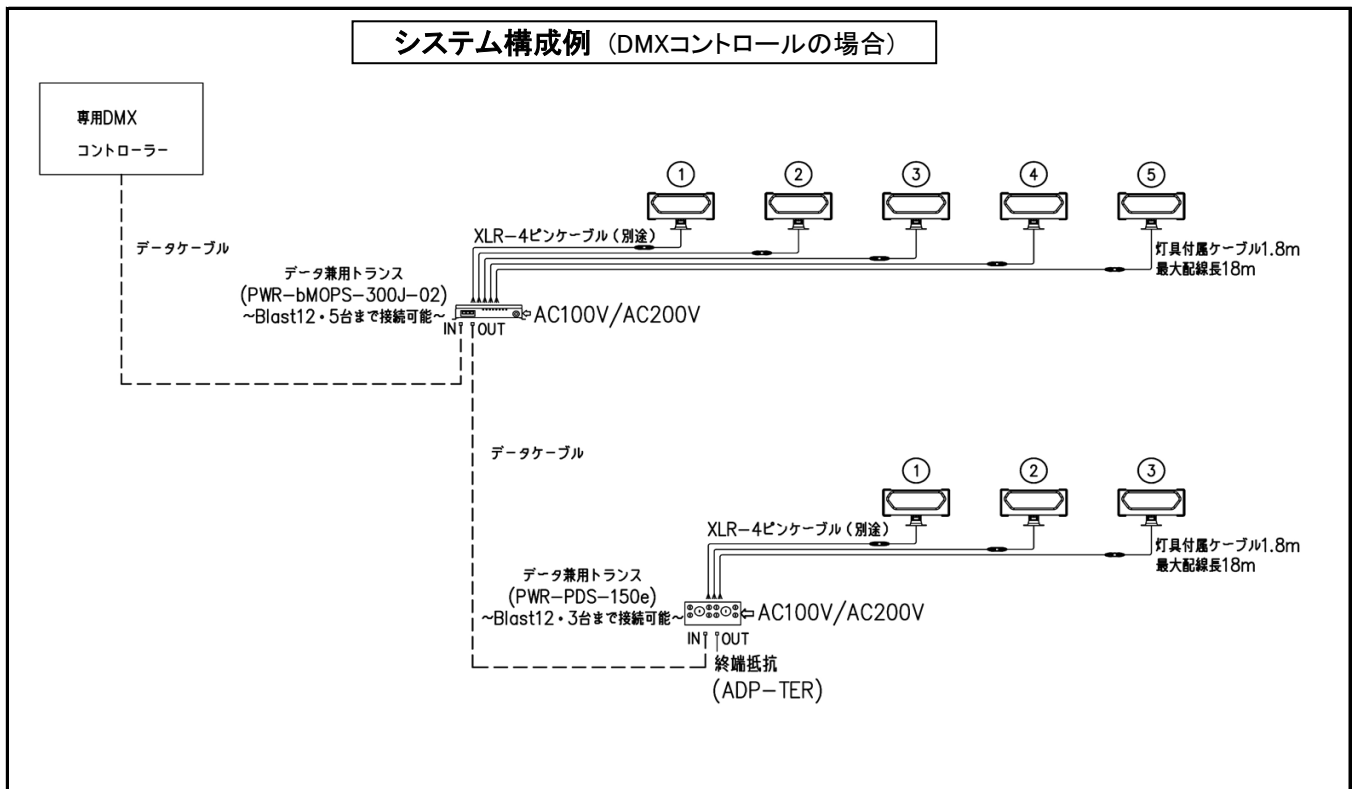 システム構成例 (DMXコントロールの場合)
専用DMX
コントローラー
データケーブル
① ② ③ ④ ⑤
XLR-4ピンケーブル(別途)
灯具付属ケーブル1.8m
最大配線長18m
データ兼用トランス
(PWR-bMOPS-300J-02)
～Blast12・5台まで接続可能～
AC100V/AC200V
IN OUT
データケーブル
① ② ③
XLR-4ピンケーブル(別途)
灯具付属ケーブル1.8m
最大配線長18m
データ兼用トランス
(PWR-PDS-150e)
～Blast12・3台まで接続可能～
AC100V/AC200V
IN OUT
終端抵抗
(ADP-TER)